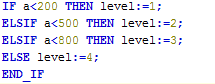 IF a<200 THEN level:=1;
ELSIF a<500 THEN level:=2;
ELSIF a<800 THEN level:=3;
ELSE level:=4;
END_IF